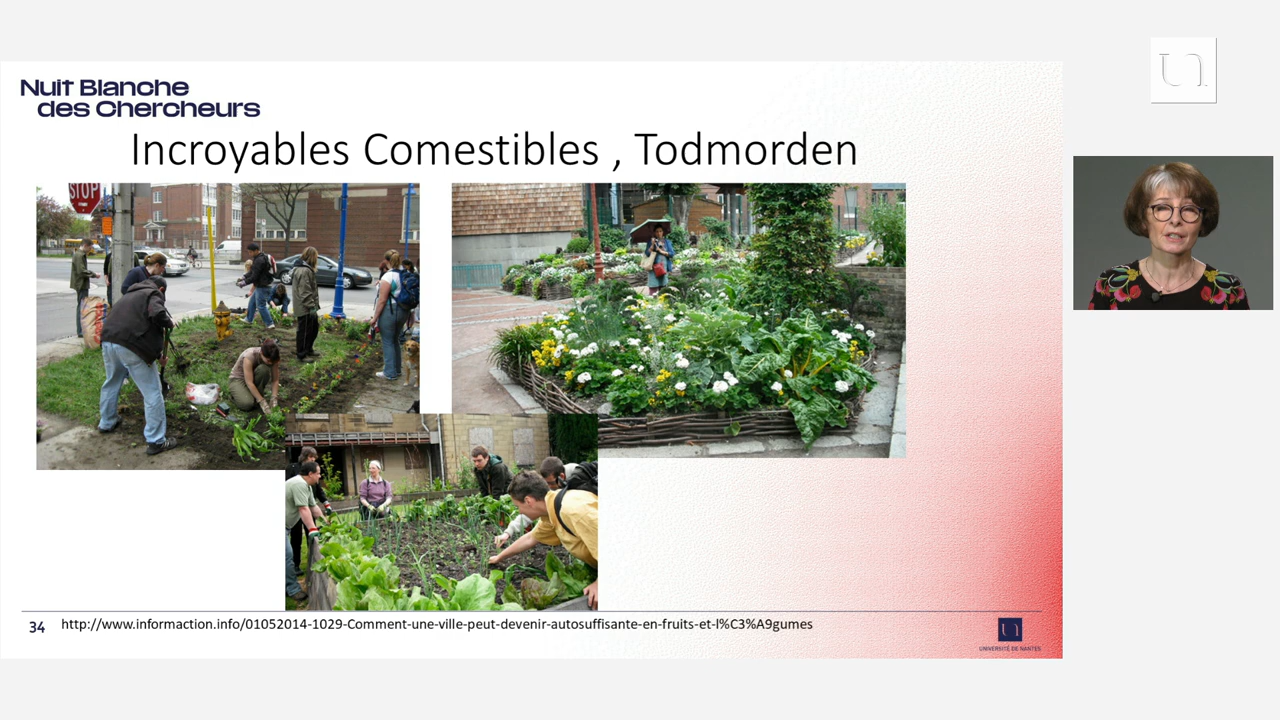 Nuit Blanche
des Chercheurs
Incroyables Comestibles , Todmorden
STOP
34 http://www.informaction.info/01052014-1029-Comment-une-ville-peut-devenir-autosuffisante-en-fruits-et-l%C3%A9gumes
UNIVERSITÉ DE NANTES